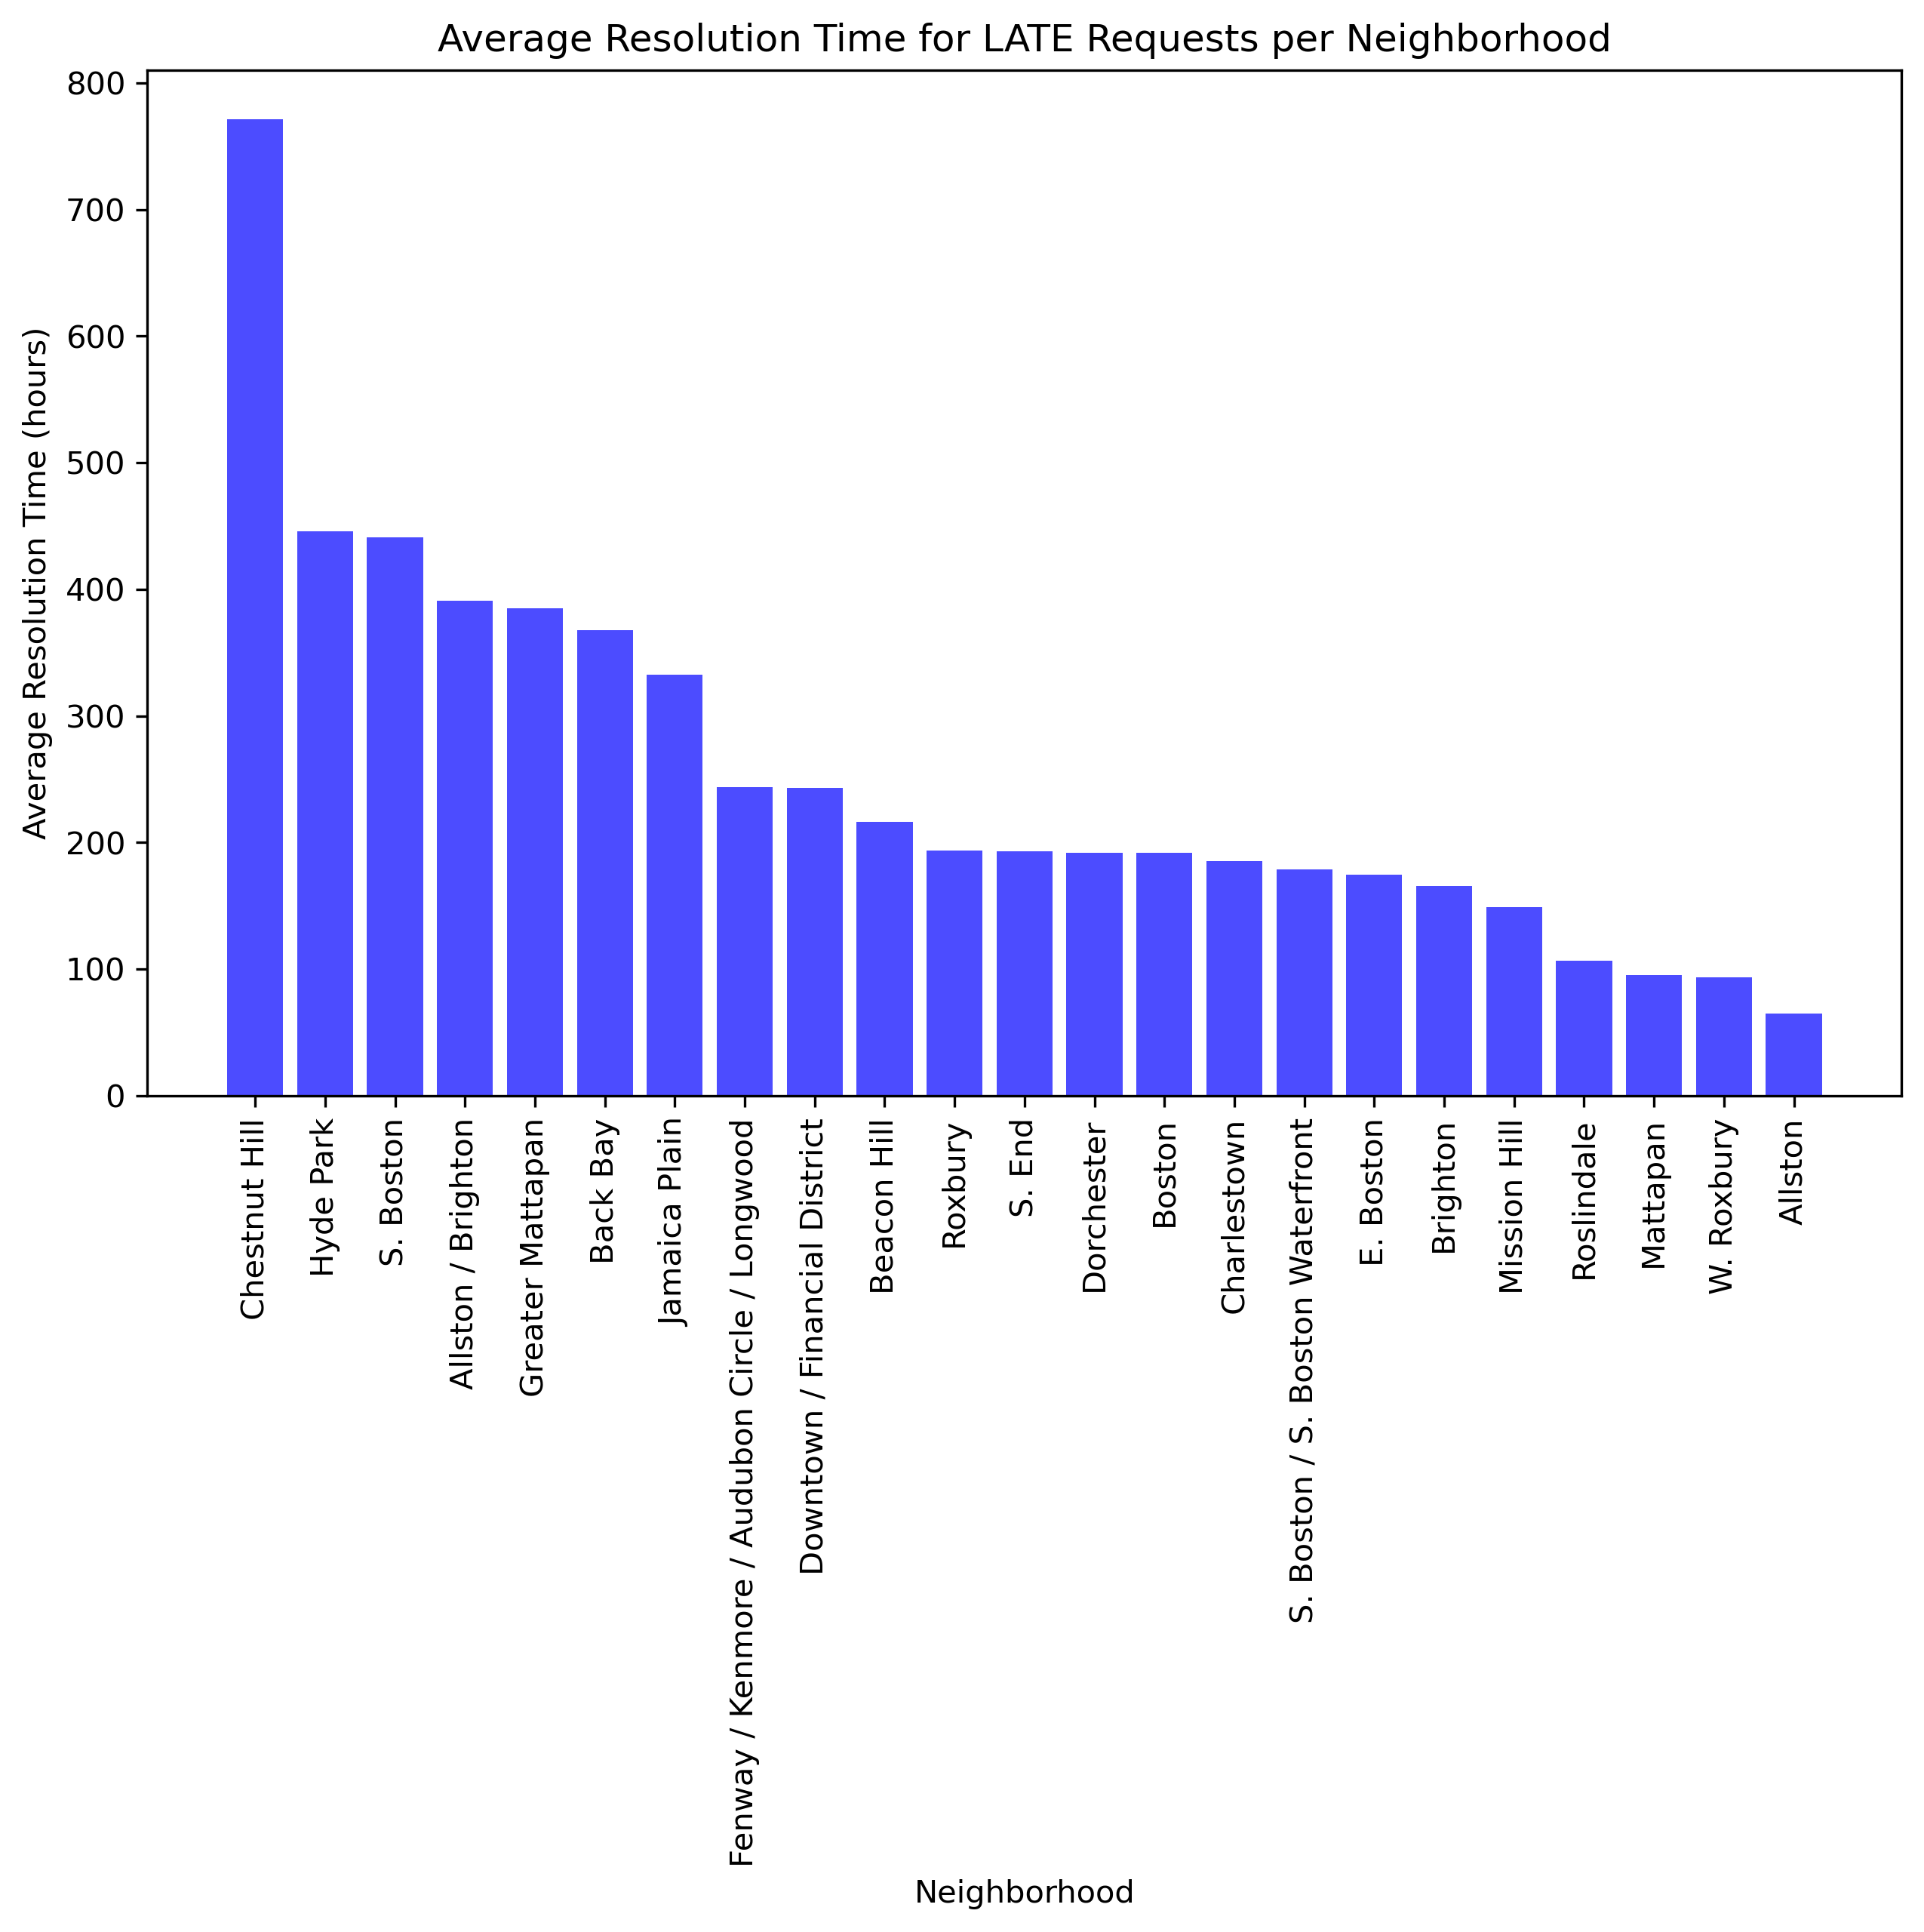 Average Resolution Time for LATE Requests per Neighborhood
Average Resolution Time (hours)
800
700
600
500
400
300
200
100
0
Chestnut Hill
Hyde Park
S. Boston
Allston / Brighton
Greater Mattapan
Back Bay
Jamaica Plain
Fenway / Kenmore / Audubon Circle / Longwood
Downtown / Financial District
Beacon Hill
Roxbury
S. End
Dorchester
Boston
Charlestown
S. Boston / S. Boston Waterfront
E. Boston
Brighton
Mission Hill
Roslindale
Mattapan
W. Roxbury
Allston
Neighborhood